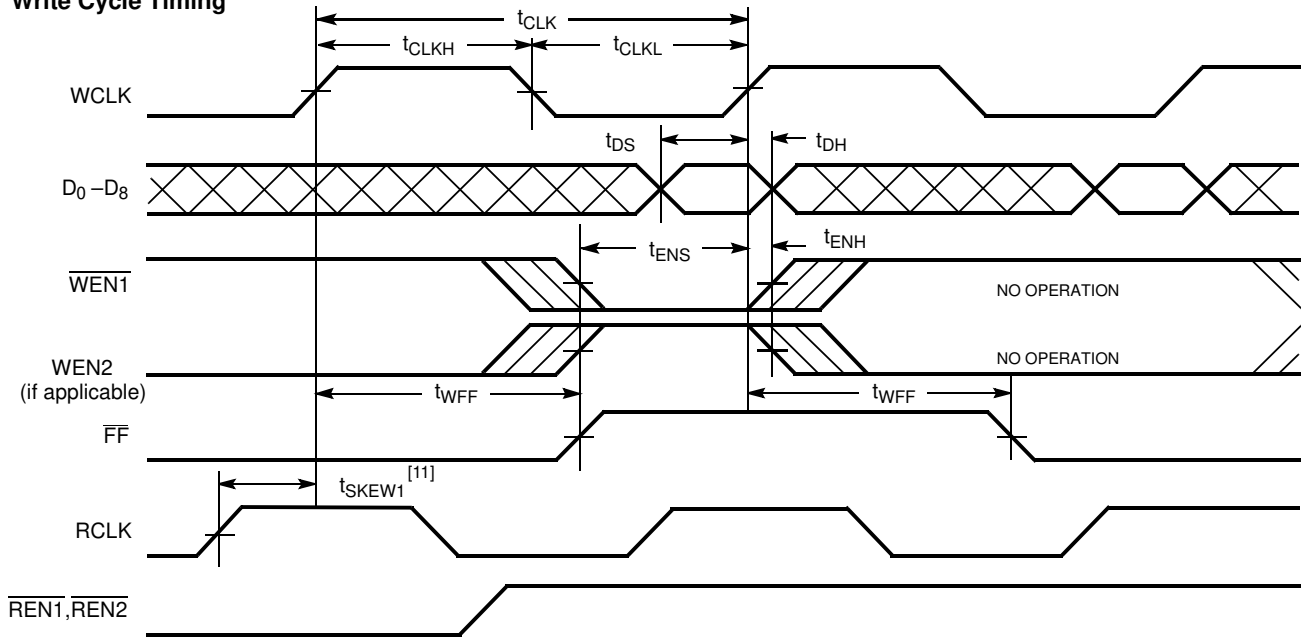 Write Cycle Timing
tCLK
tCLKH
tCLKL
WCLK
tDS
tDH
D0 –D8
tENS
tENH
WEN1
NO OPERATION
WEN2
(if applicable)
NO OPERATION
tWFF
tWFF
FF
tSKEW1 [11]
RCLK
REN1,REN2